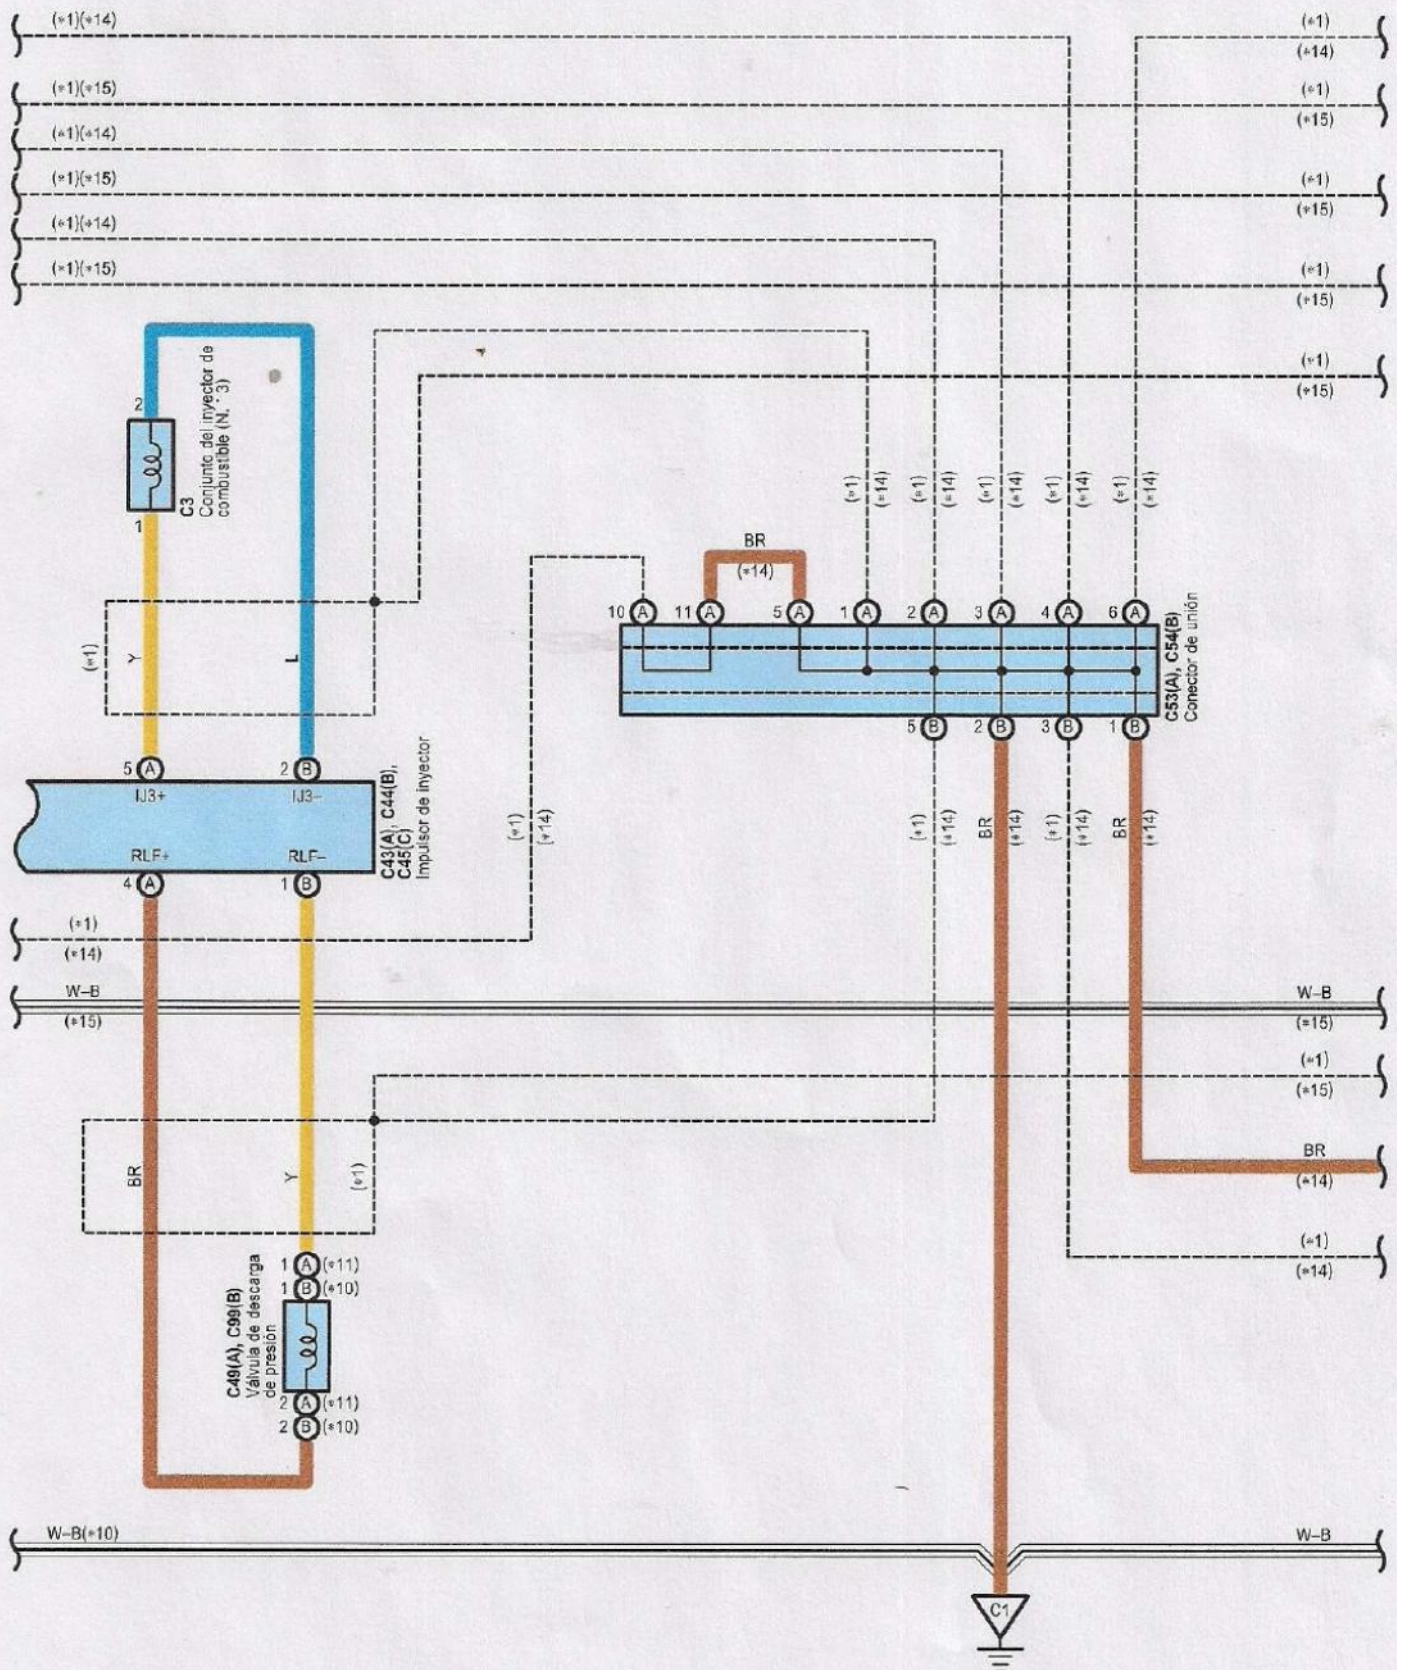 (*1)(*14)
(*1)
(*14)
(*1)(*15)
(*1)
(*15)
(*1)(*14)
(*1)(*15)
(*1)
(*15)
(*1)(*14)
(*1)(*15)
(*1)
(*15)
(*1)
(*15)
2
C3
Conjunto del inyector de
combustible (N.° 3)
1
(*1)
(*14)
(*1)
(*14)
(*1)
(*14)
(*1)
(*14)
(*1)
(*14)
BR
(*14)
10 A
11 A
5 A
1 A
2 A
3 A
4 A
6 A
C53(A), C54(B)
Conector de unión
(*1)
Y
L
5 B
2 B
3 B
1 B
5 A
2 B
IJ3+
IJ3–
RLF+
RLF–
4 A
1 B
C43(A), C44(B),
C45(C)
Impulsor de inyector
(*1)
(*14)
(*1)
(*14)
BR
(*14)
(*1)
(*14)
BR
(*14)
(*1)
(*14)
W–B
(*15)
W–B
(*15)
(*1)
(*15)
BR
Y
(*1)
BR
(*14)
(*1)
(*14)
1 A (*11)
1 B (*10)
C49(A), C99(B)
Válvula de descarga
de presión
2 A (*11)
2 B (*10)
W–B(*10)
W–B
C1